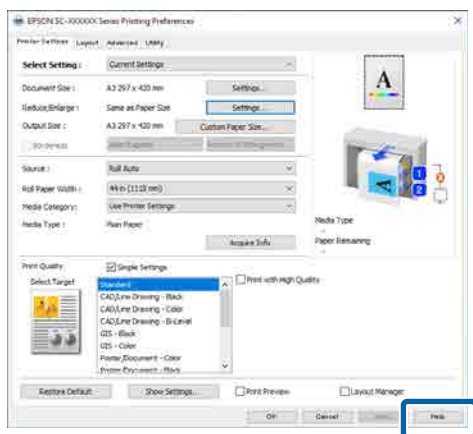 EPSON SC-XXXXXX Series Printing Preferences
Printer Settings Layout Advanced Utility
Select Setting : Current Settings
Document Size : A3 297 x 420 mm Settings...
Reduce/Enlarge : Same as Paper Size Settings...
Output Size : A3 297 x 420 mm Custom Paper Size...
Borderless
Source : Roll Auto
Roll Paper Width : 44 in (1118 mm)
Media Category : Use Printer Settings
Media Type : Plain Paper
Acquire Info
A
A
1
2
Media Type
Paper Remaining
Print Quality Simple Settings
Select Target
Standard
CAD/Line Drawing - Black
CAD/Line Drawing - Color
CAD/Line Drawing - Bi-Level
GIS - Black
GIS - Color
Poster/Document - Color
Poster/Document - Black
Print with High Quality
Restore Default Show Settings... Print Preview Layout Manager
OK Cancel Help